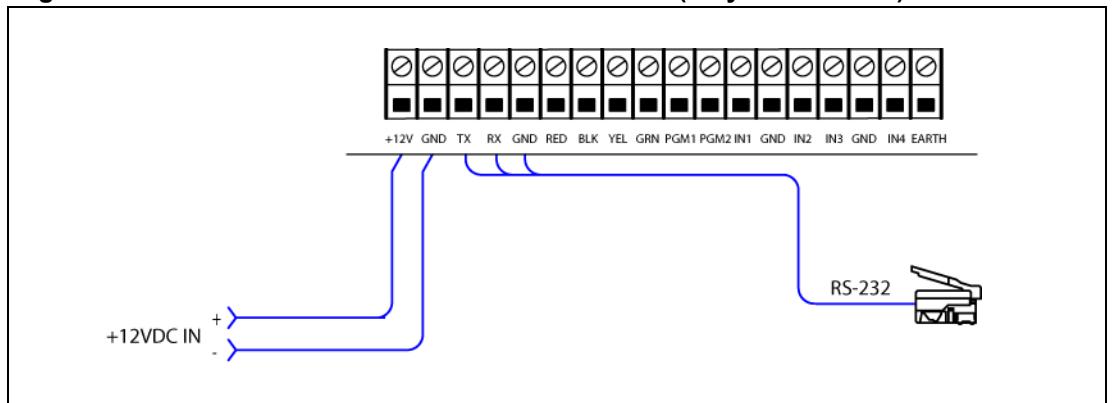 +12V GND TX RX GND RED BLK YEL GRN PGM1 PGM2 IN1 GND IN2 IN3 GND IN4 EARTH
RS-232
+
+12VDC IN
-